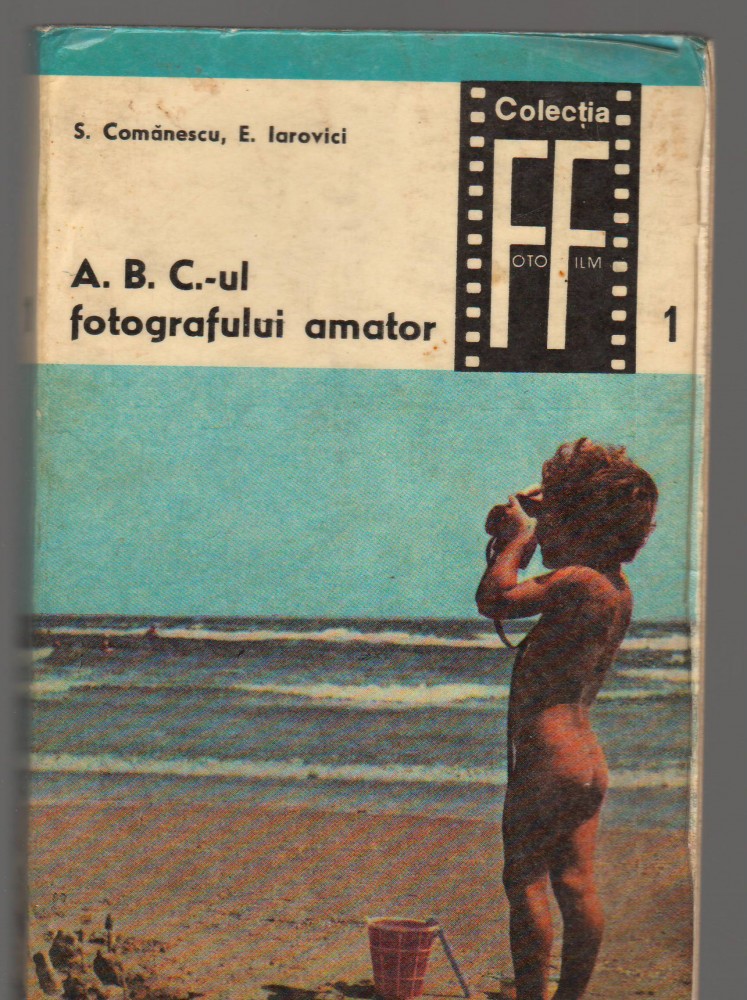 S. Comănescu, E. Iarovici
Colecția
FF
OTO ILM
A. B. C.-ul
fotografului amator
1